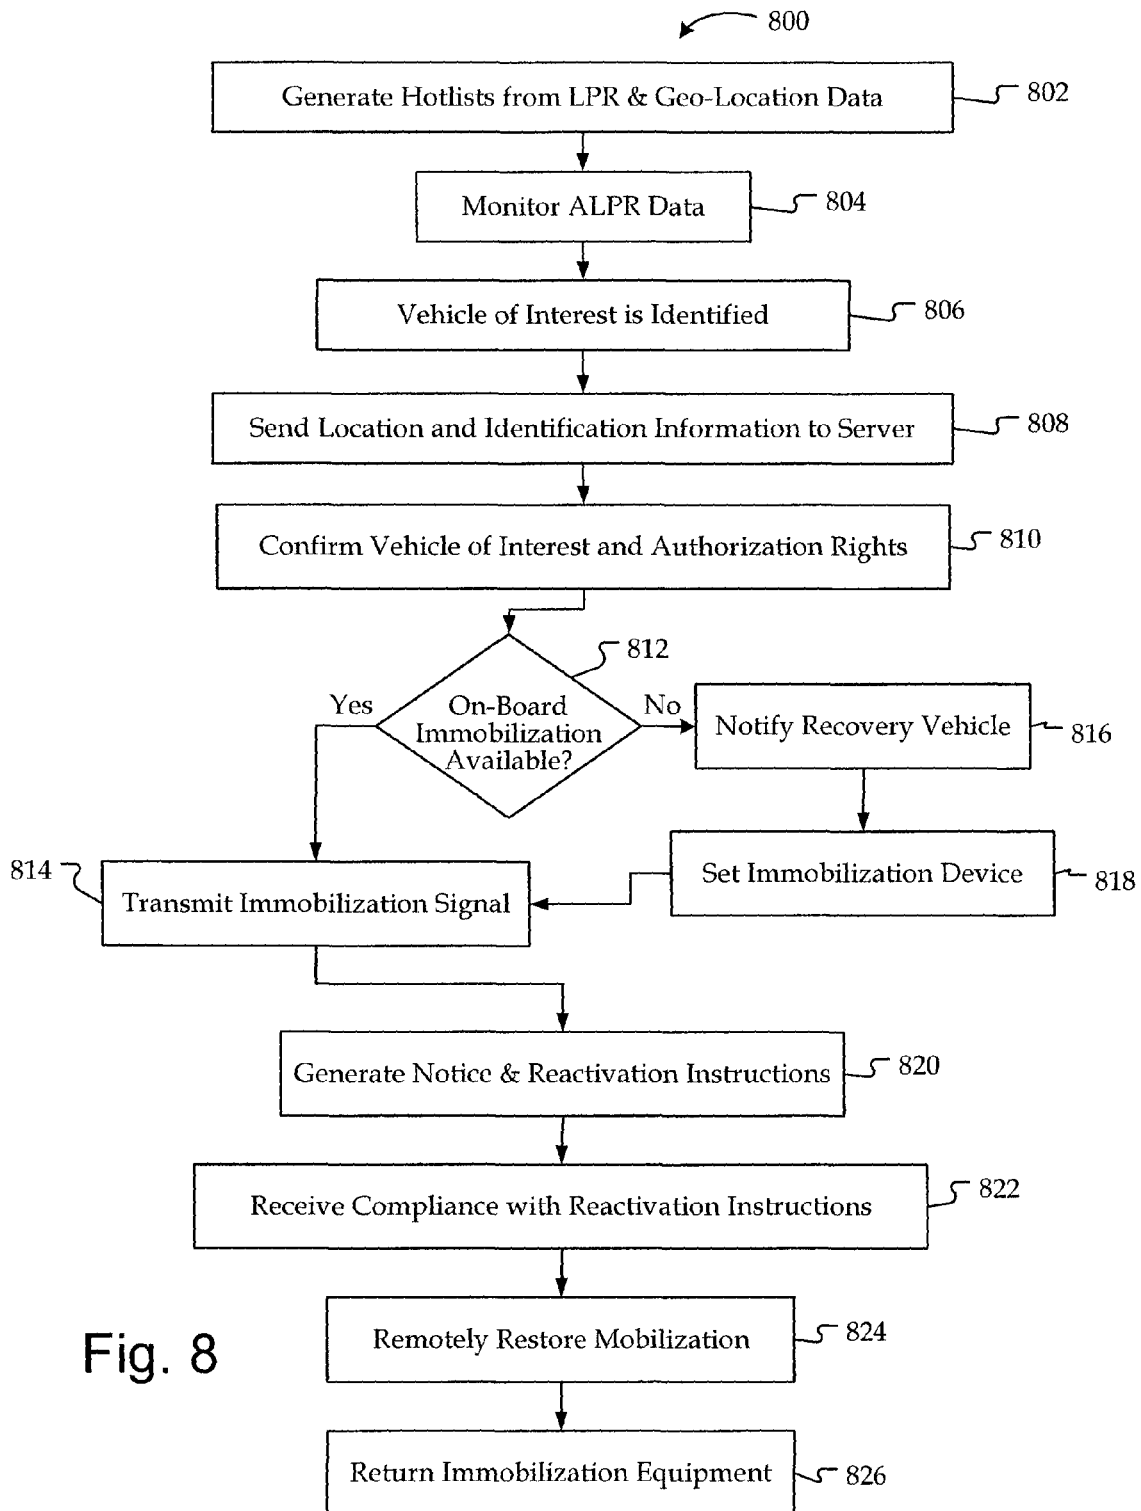 800
Generate Hotlists from LPR & Geo-Location Data
802
Monitor ALPR Data
804
Vehicle of Interest is Identified
806
Send Location and Identification Information to Server
808
Confirm Vehicle of Interest and Authorization Rights
810
812
Yes
On-Board
Immobilization
Available?
No
Notify Recovery Vehicle
816
814
Transmit Immobilization Signal
Set Immobilization Device
818
Generate Notice & Reactivation Instructions
820
Receive Compliance with Reactivation Instructions
822
Remotely Restore Mobilization
824
Fig. 8
Return Immobilization Equipment
826